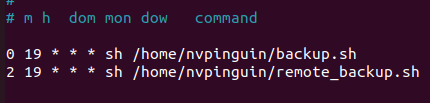 #
# m h  dom mon dow   command
0 19 * * * sh /home/nvpinguin/backup.sh
2 19 * * * sh /home/nvpinguin/remote_backup.sh